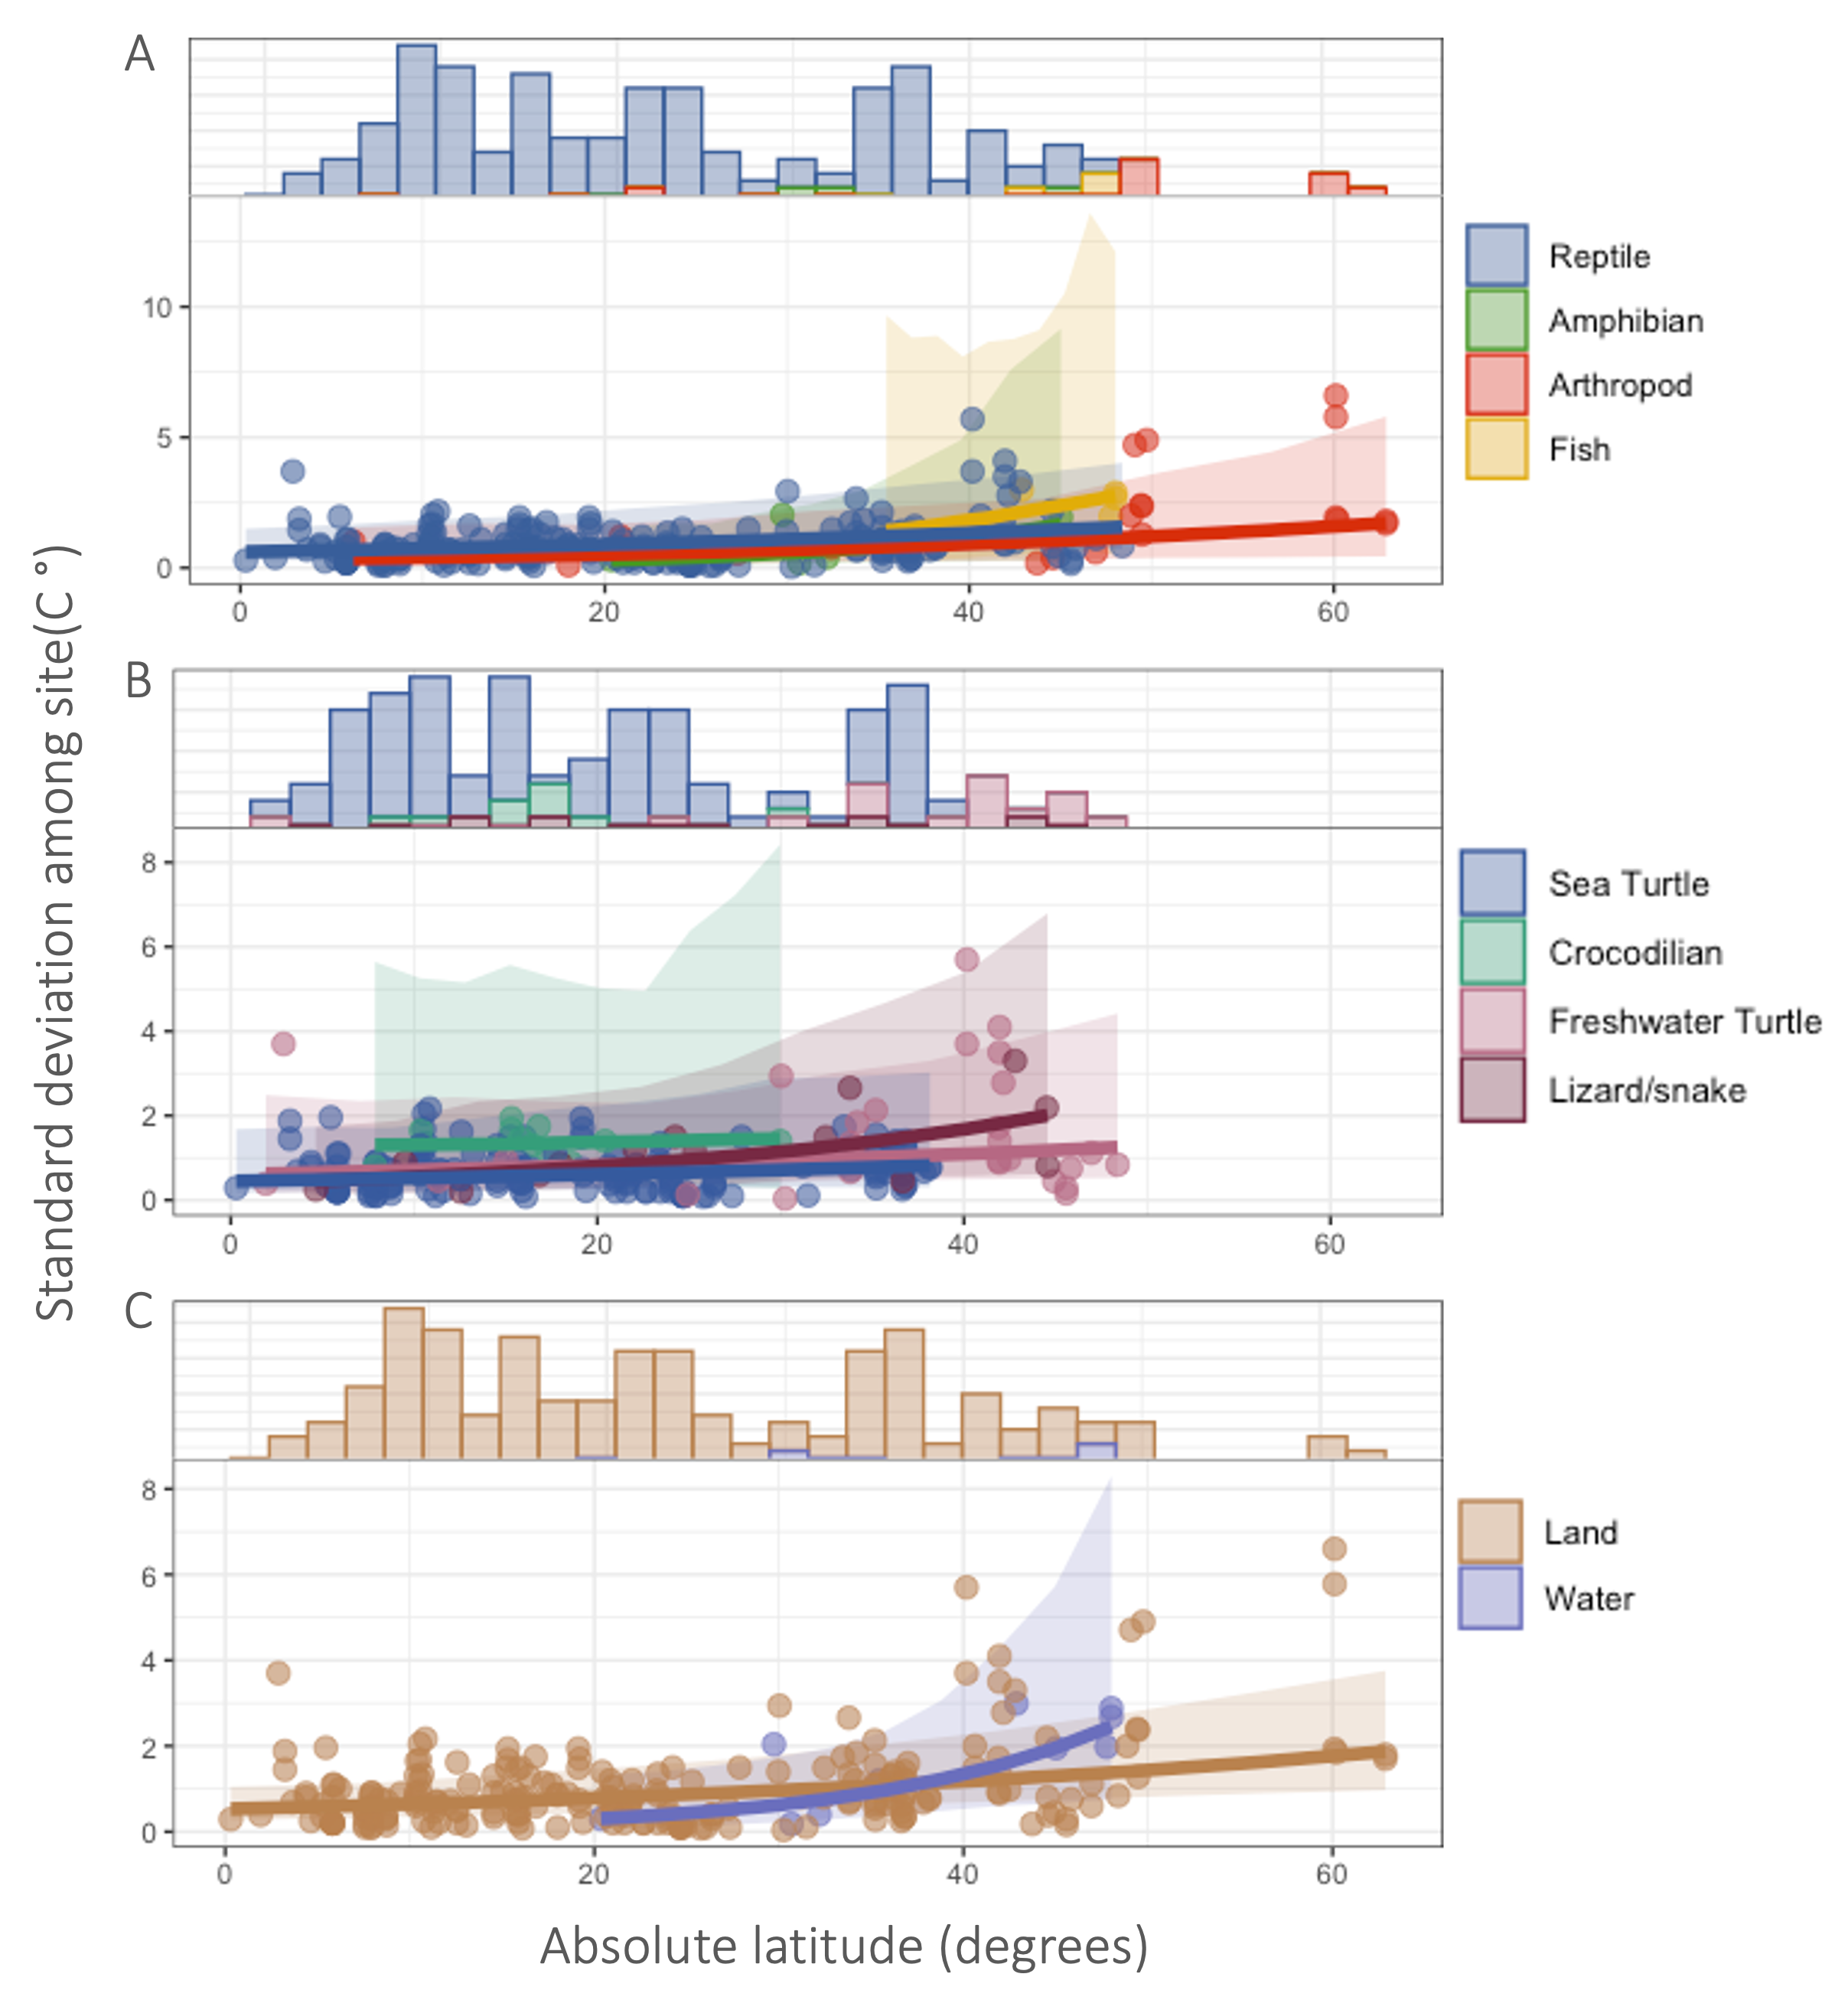 A
10
5
0
0 20 40 60
Reptile
Amphibian
Arthropod
Fish
B
8
6
4
2
0
0 20 40 60
Sea Turtle
Crocodilian
Freshwater Turtle
Lizard/snake
C
8
6
4
2
0
0 20 40 60
Land
Water
Standard deviation among site(C°)
Absolute latitude (degrees)